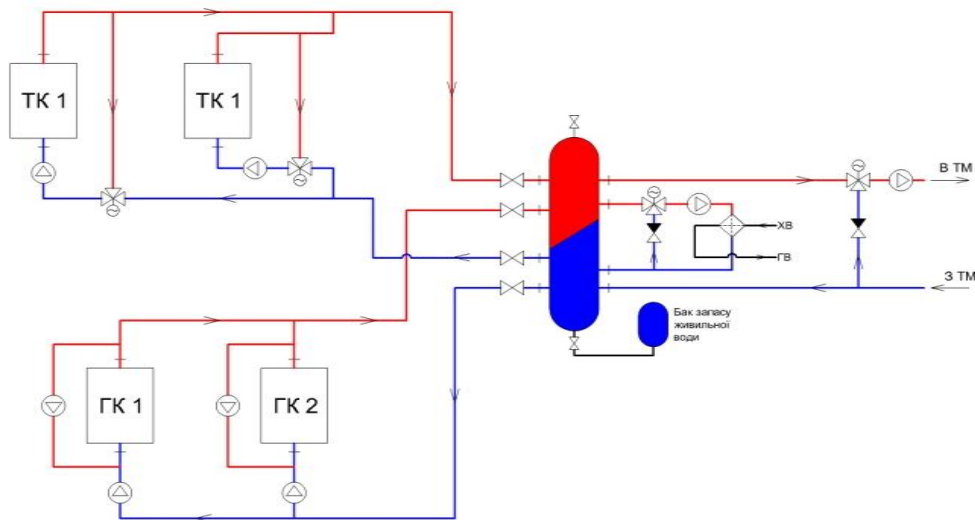 ТК 1
ТК 1
В ТМ
ХВ
ГВ
З ТМ
Бак запасу
живильної
води
ГК 1
ГК 2